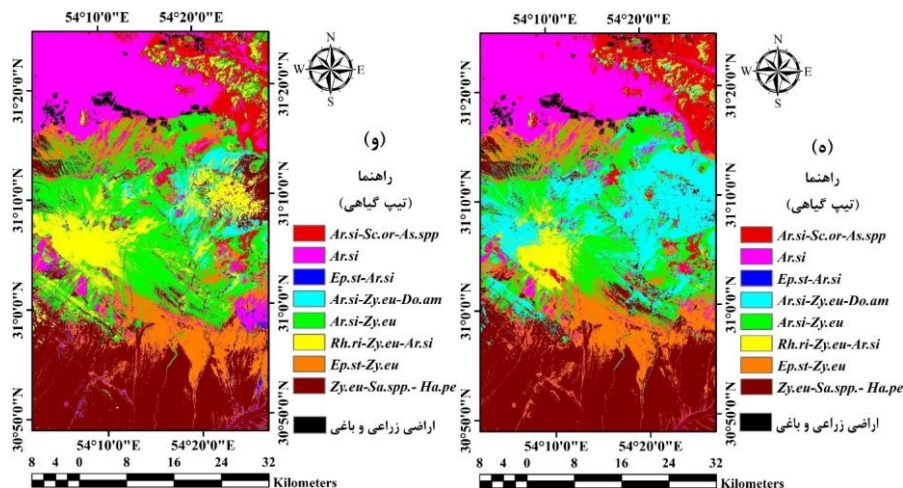 54°10'0"E 54°20'0"E
N
W E
S
31°20'0"N
31°10'0"N
31°0'0"N
30°50'0"N
(و)
راهنما
(تیپ گیاهی)
Ar.si-Sc.or-As.spp
Ar.si
Ep.st-Ar.si
Ar.si-Zy.eu-Do.am
Ar.si-Zy.eu
Rh.ri-Zy.eu-Ar.si
Ep.st-Zy.eu
Zy.eu-Sa.spp.- Ha.pe
اراضی زراعی و باغی
54°10'0"E 54°20'0"E
8 4 0 8 16 24 32
Kilometers
54°10'0"E 54°20'0"E
N
W E
S
31°20'0"N
31°10'0"N
31°0'0"N
30°50'0"N
(ه)
راهنما
(تیپ گیاهی)
Ar.si-Sc.or-As.spp
Ar.si
Ep.st-Ar.si
Ar.si-Zy.eu-Do.am
Ar.si-Zy.eu
Rh.ri-Zy.eu-Ar.si
Ep.st-Zy.eu
Zy.eu-Sa.spp.- Ha.pe
اراضی زراعی و باغی
54°10'0"E 54°20'0"E
8 4 0 8 16 24 32
Kilometers